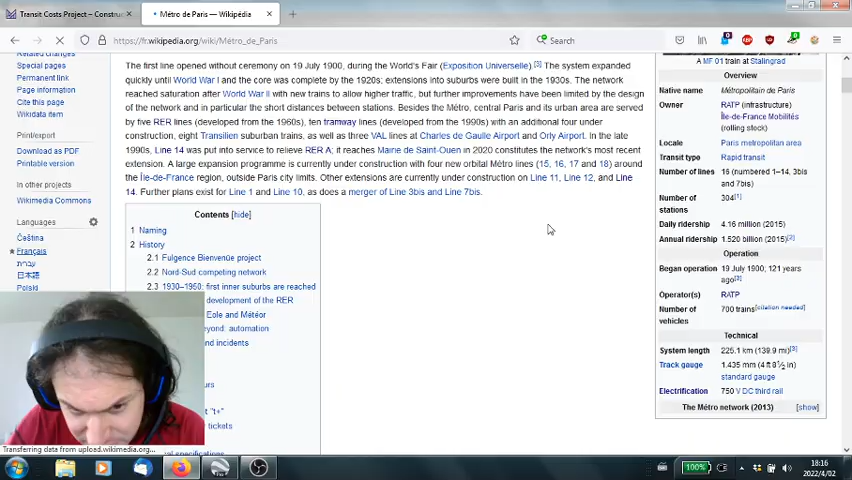 Transit Costs Project – Construc
Métro de Paris — Wikipédia
https://fr.wikipedia.org/wiki/Métro_de_Paris
Search
Special pages
Permanent link
Page information
Cite this page
Wikidata item
Print/export
Download as PDF
Printable version
In other projects
Wikimedia Commons
Languages
Čeština
Français
עברית
日本語
Polski
The first line opened without ceremony on 19 July 1900, during the World's Fair (Exposition Universelle).[3] The system expanded
quickly until World War I and the core was complete by the 1920s; extensions into suburbs were built in the 1930s. The network
reached saturation after World War II with new trains to allow higher traffic, but further improvements have been limited by the design
of the network and in particular the short distances between stations. Besides the Métro, central Paris and its urban area are served
by five RER lines (developed from the 1960s), ten tramway lines (developed from the 1990s) with an additional four under
construction, eight Transilien suburban trains, as well as three VAL lines at Charles de Gaulle Airport and Orly Airport. In the late
1990s, Line 14 was put into service to relieve RER A; it reaches Mairie de Saint-Ouen in 2020 constitutes the network's most recent
extension. A large expansion programme is currently under construction with four new orbital Métro lines (15, 16, 17 and 18) around
the Île-de-France region, outside Paris city limits. Other extensions are currently under construction on Line 11, Line 12, and Line
14. Further plans exist for Line 1 and Line 10, as does a merger of Line 3bis and Line 7bis.
Contents [hide]
1 Naming
2 History
2.1 Fulgence Bienvenüe project
2.2 Nord-Sud competing network
2.3 1930–1950: first inner suburbs are reached
development of the RER
Eole and Météor
beyond: automation
and incidents
ours
t "t+"
tickets
al specifications
A MF 01 train at Stalingrad
Overview
Native name Métropolitain de Paris
Owner RATP (infrastructure)
Île-de-France Mobilités
(rolling stock)
Locale Paris metropolitan area
Transit type Rapid transit
Number of lines 16 (numbered 1–14, 3bis
and 7bis)
Number of stations 304[1]
Daily ridership 4.16 million (2015)
Annual ridership 1.520 billion (2015)[2]
Operation
Began operation 19 July 1900; 121 years
ago[3]
Operator(s) RATP
Number of vehicles 700 trains[citation needed]
Technical
System length 225.1 km (139.9 mi)[3]
Track gauge 1,435 mm (4 ft 8 1⁄2 in)
standard gauge
Electrification 750 V DC third rail
The Métro network (2013) [show]
Transferring data from upload.wikimedia.org…
100%
18:16
2022/4/02